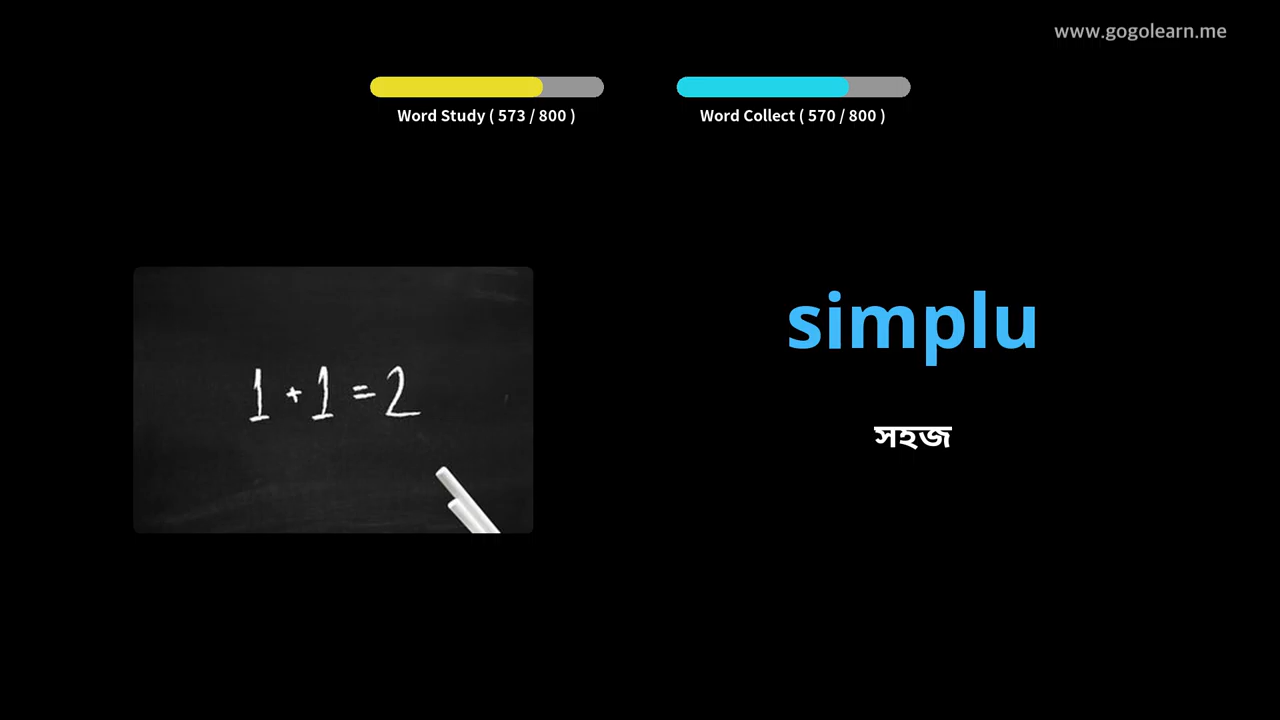 www.gogolearn.me
Word Study ( 573 / 800 )
Word Collect ( 570 / 800 )
1 + 1 = 2
simplu
সহজ